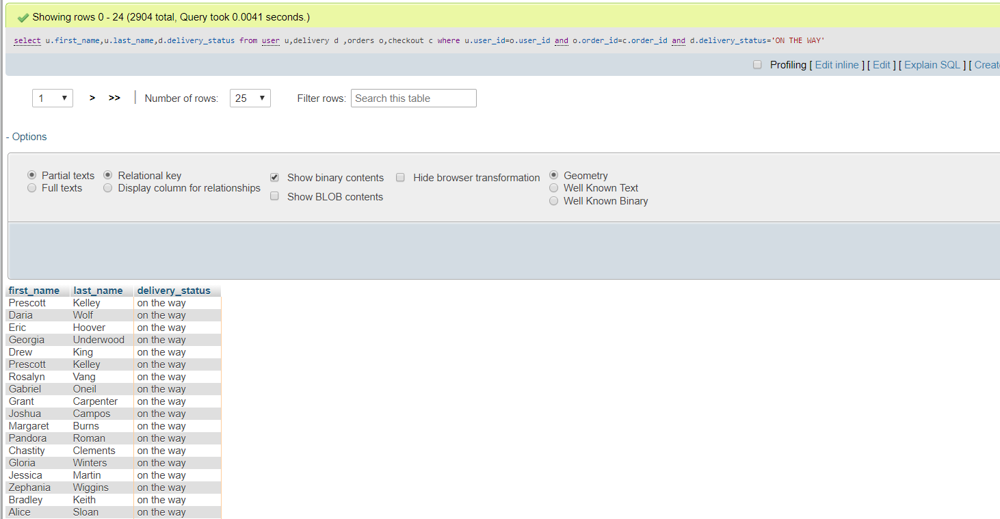 Showing rows 0 - 24 (2904 total, Query took 0.0041 seconds.)
select u.first_name,u.last_name,d.delivery_status from user u,delivery d ,orders o,checkout c where u.user_id=o.user_id and o.order_id=c.order_id and d.delivery_status='ON THE WAY'
Profiling [ Edit inline ] [ Edit ] [ Explain SQL ] [ Creat
1 > >> | Number of rows: 25 Filter rows: Search this table
- Options
Partial texts Relational key Show binary contents Hide browser transformation Geometry
Full texts Display column for relationships Show BLOB contents Well Known Text
Well Known Binary
first_name last_name delivery_status
Prescott Kelley on the way
Daria Wolf on the way
Eric Hoover on the way
Georgia Underwood on the way
Drew King on the way
Prescott Kelley on the way
Rosalyn Vang on the way
Gabriel Oneil on the way
Grant Carpenter on the way
Joshua Campos on the way
Margaret Burns on the way
Pandora Roman on the way
Chastity Clements on the way
Gloria Winters on the way
Jessica Martin on the way
Zephania Wiggins on the way
Bradley Keith on the way
Alice Sloan on the way